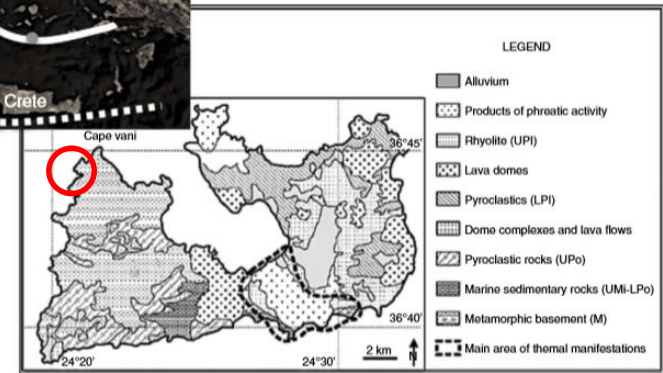 Crete
Cape vani
36°45'
36°40'
24°20'
24°30'
2 km
N
LEGEND
Alluvium
Products of phreatic activity
Rhyolite (UPl)
Lava domes
Pyroclastics (LPl)
Dome complexes and lava flows
Pyroclastic rocks (UPo)
Marine sedimentary rocks (UMi-LPo)
Metamorphic basement (M)
Main area of themal manifestations